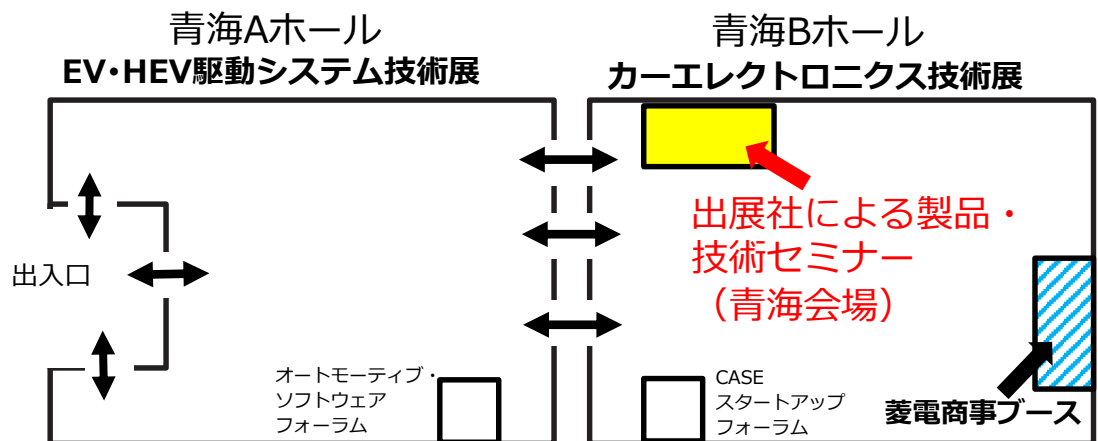 青海Aホール
EV・HEV駆動システム技術展
青海Bホール
カーエレクトロニクス技術展
出展社による製品・
技術セミナー
（青海会場）
出入口
オートモーティブ・
ソフトウェア
フォーラム
CASE
スタートアップ
フォーラム
菱電商事ブース